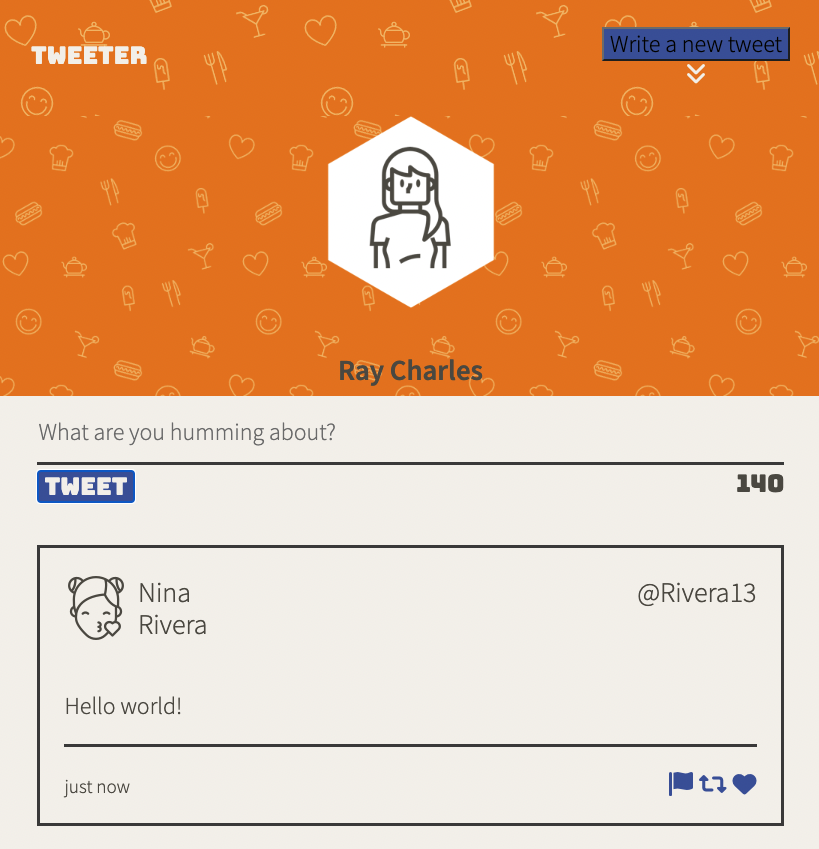 TWEETER
Write a new tweet
Ray Charles
What are you humming about?
TWEET
140
Nina
Rivera
@Rivera13
Hello world!
just now